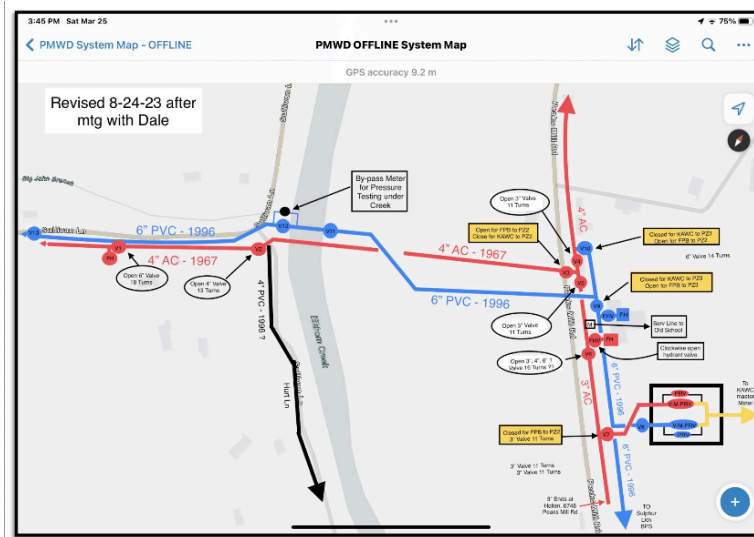 3:45 PM Sat Mar 25
75%
PMWD System Map - OFFLINE
PMWD OFFLINE System Map
GPS accuracy 9.2 m
Revised 8-24-23 after
mtg with Dale
By-pass Meter
for Pressure
Testing under
Creek
Sullivan Ln
Sullivan Ln
Sullivan Ln
V13
6" PVC - 1996
V12
V11
V1
FH
4" AC - 1967
V2
Open 6" Valve
18 Turns
Open 4" Valve
13 Turns
4" PVC - 1996 ?
Elkhorn Creek
Hurt Ln
4" AC - 1967
6" PVC - 1996
4" AC
Open 3" Valve
11 Turns
Open for FPB to PZ2
Close for KAWC to PZ2
V10
V4
V3
Closed for KAWC to PZ3
Open for FPB to PZ2
6" Valve 14 Turns
Closed for KAWC to PZ3
Open for FPB to PZ3
FH
Open 3" Valve
11 Turns
M
Serv Line to
Old School
FH
Clockwise open
hydrant valve
Open 3", 4", 6" ?
Valve 16 Turns ??
3" AC
6" PVC - 1996
PRV
V-M-PRV
V-M-PRV
PRV
To
KAWC
master
Meter
Closed for FPB to PZ2
3" Valve 11 Turns
V7
3" Valve 11 Turns
3" Valve 11 Turns
6" PVC - 1996
3" Ends at
6745
Peaks Mill Rd
TO
Sulphur
Lick
BPS